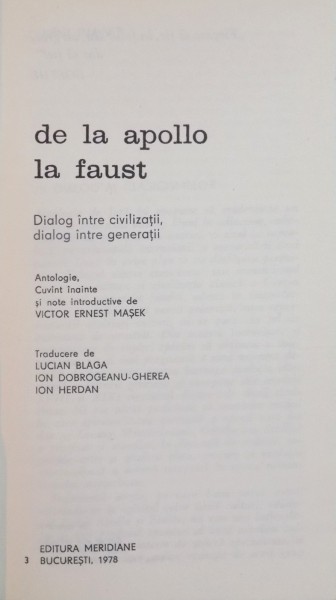 de la apollo
la faust
Dialog între civilizații,
dialog între generații
Antologie,
Cuvînt înainte
și note introductive de
VICTOR ERNEST MAȘEK
Traducere de
LUCIAN BLAGA
ION DOBROGEANU-GHEREA
ION HERDAN
EDITURA MERIDIANE
3 BUCUREȘTI, 1978